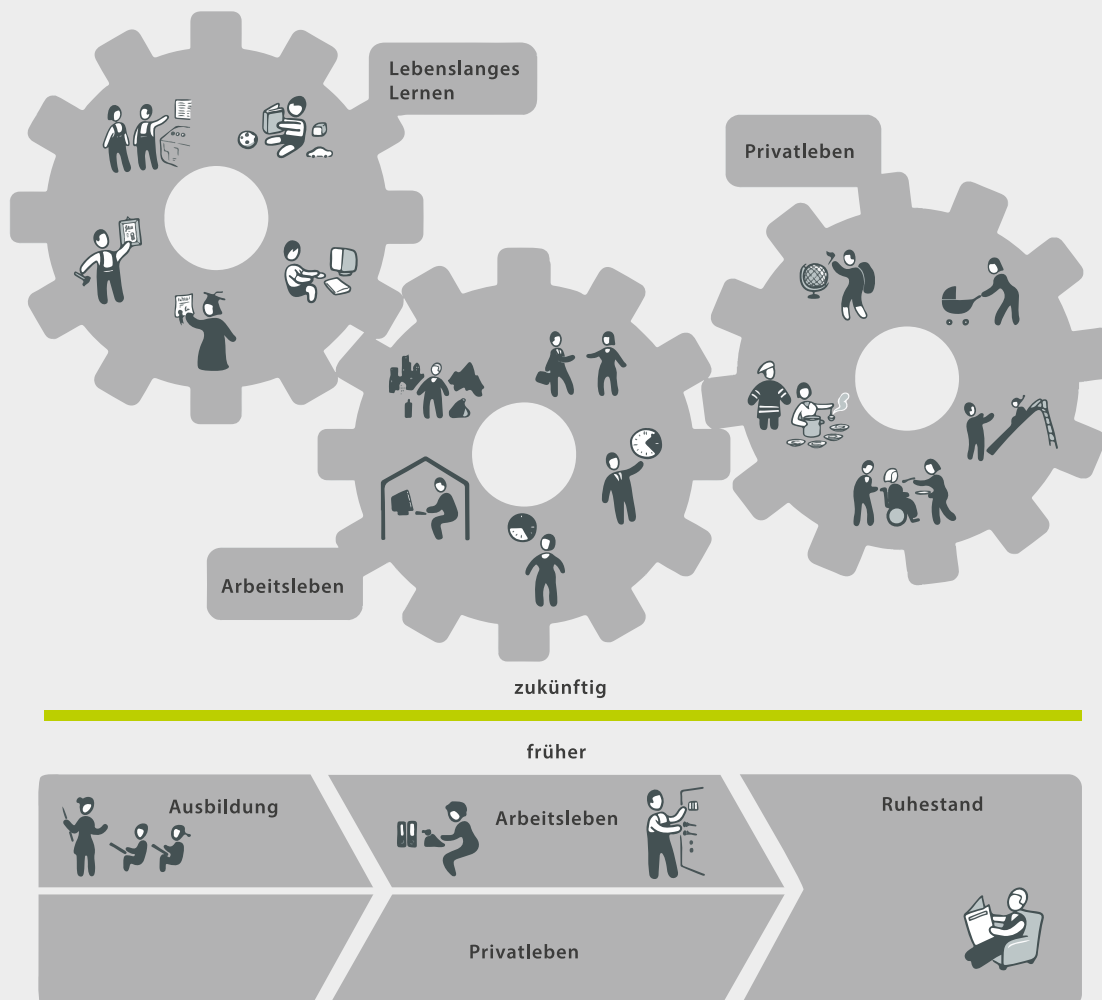 Lebenslanges
Lernen
Privatleben
Arbeitsleben
zukünftig
früher
Ausbildung
Arbeitsleben
Ruhestand
Privatleben